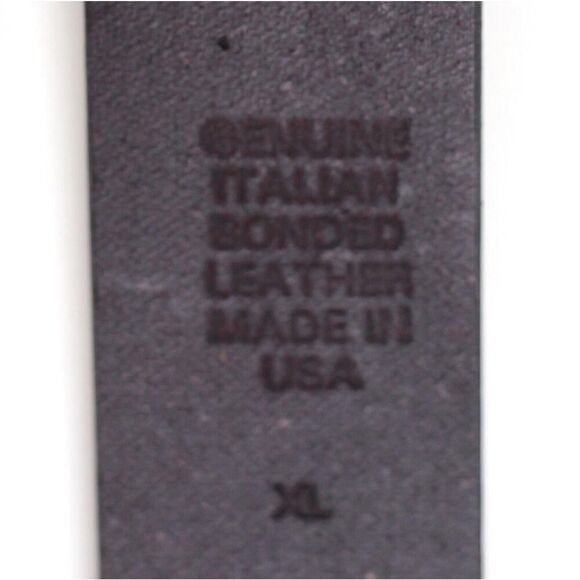 GENUINE
ITALIAN
BONDED
LEATHER
MADE IN
USA
XL